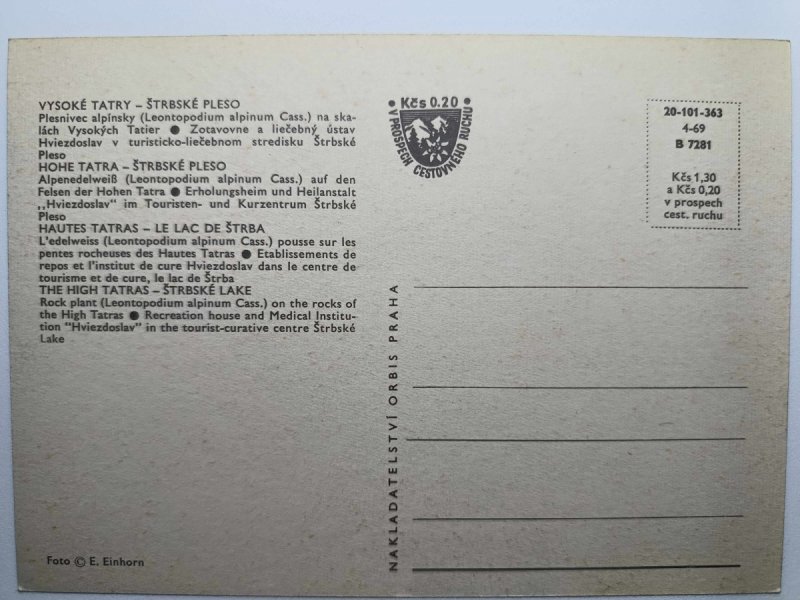 VYSOKÉ TATRY – ŠTRBSKÉ PLESO
Plesnivec alpínsky (Leontopodium alpinum Cass.) na ska-
lách Vysokých Tatier ● Zotavovne a liečebný ústav
Hviezdoslav v turisticko-liečebnom stredisku Štrbské
Pleso
HOHE TATRA – ŠTRBSKÉ PLESO
Alpenedelweiß (Leontopodium alpinum Cass.) auf den
Felsen der Hohen Tatra ● Erholungsheim und Heilanstalt
,,Hviezdoslav" im Touristen- und Kurzentrum Štrbské
Pleso
HAUTES TATRAS – LE LAC DE ŠTRBA
L'edelweiss (Leontopodium alpinum Cass.) pousse sur les
pentes rocheuses des Hautes Tatras ● Etablissements de
repos et l'institut de cure Hviezdoslav dans le centre de
tourisme et de cure, le lac de Štrba
THE HIGH TATRAS – ŠTRBSKÉ LAKE
Rock plant (Leontopodium alpinum Cass.) on the rocks of
the High Tatras ● Recreation house and Medical Institu-
tion "Hviezdoslav" in the tourist-curative centre Štrbské
Lake
Foto © E. Einhorn
● Kčs 0.20 ●
V PROSPECH CESTOVNÉHO RUCHU
NAKLADATELSTVÍ ORBIS PRAHA
20-101-363
4-69
B 7281
Kčs 1,30
a Kčs 0,20
v prospech
cest. ruchu